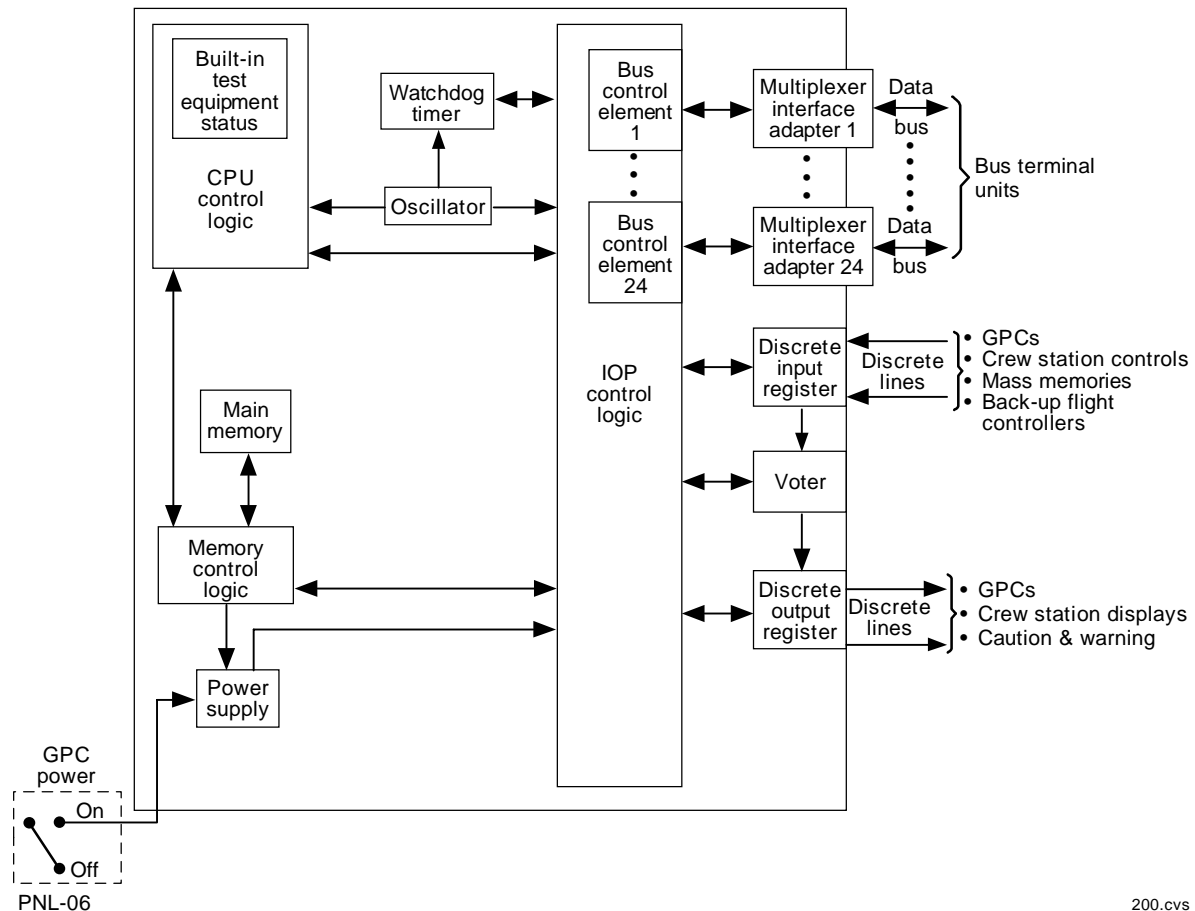 Built-in
test
equipment
status
CPU
control
logic
Watchdog
timer
Oscillator
Bus
control
element
1
Bus
control
element
24
Multiplexer
interface
adapter 1
Multiplexer
interface
adapter 24
Data
bus
Data
bus
Bus terminal
units
IOP
control
logic
Discrete
input
register
Discrete
lines
• GPCs
• Crew station controls
• Mass memories
• Back-up flight
controllers
Main
memory
Voter
Memory
control
logic
Discrete
output
register
Discrete
lines
• GPCs
• Crew station displays
• Caution & warning
Power
supply
GPC
power
On
Off
PNL-06
200.cvs